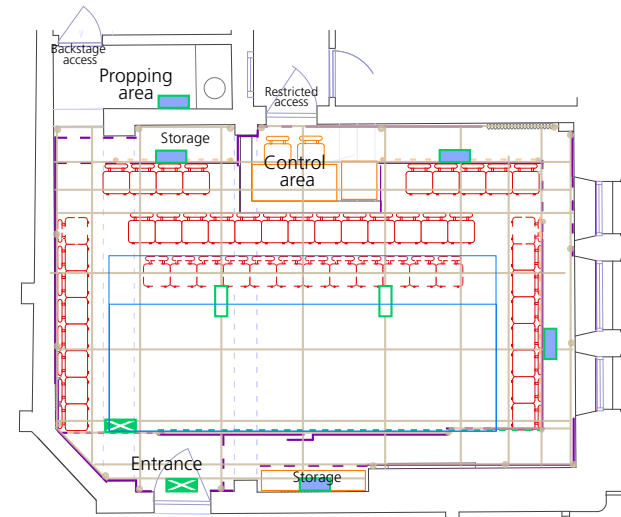 Backstage
access
Propping
area
Restricted
access
Storage
Control
area
Entrance
Storage